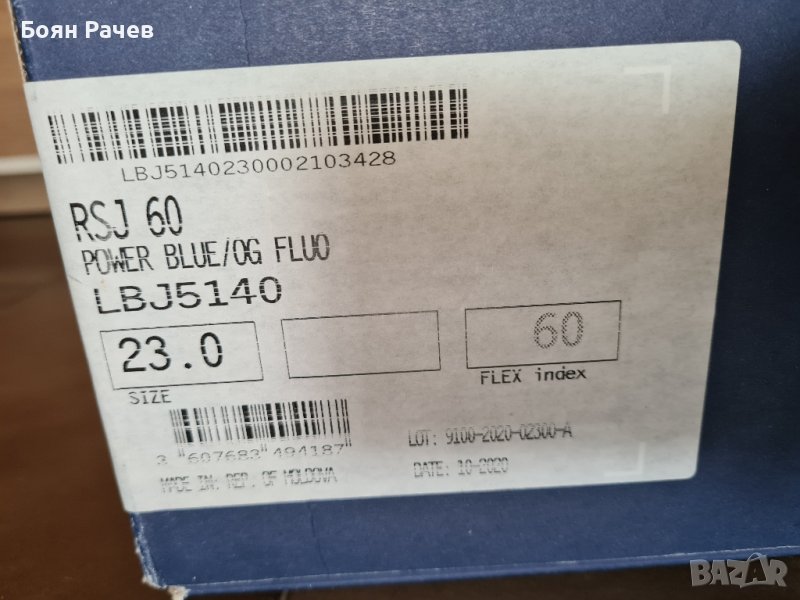 Боян Рачев
LBJ5140230002103428
RSJ 60
POWER BLUE/OG FLUO
LBJ5140
23.0
60
SIZE
FLEX index
3 607683 494187
LOT: 9100-2020-02300-A
MADE IN: REP. OF MOLDOVA
DATE: 10-2020
BAZAR